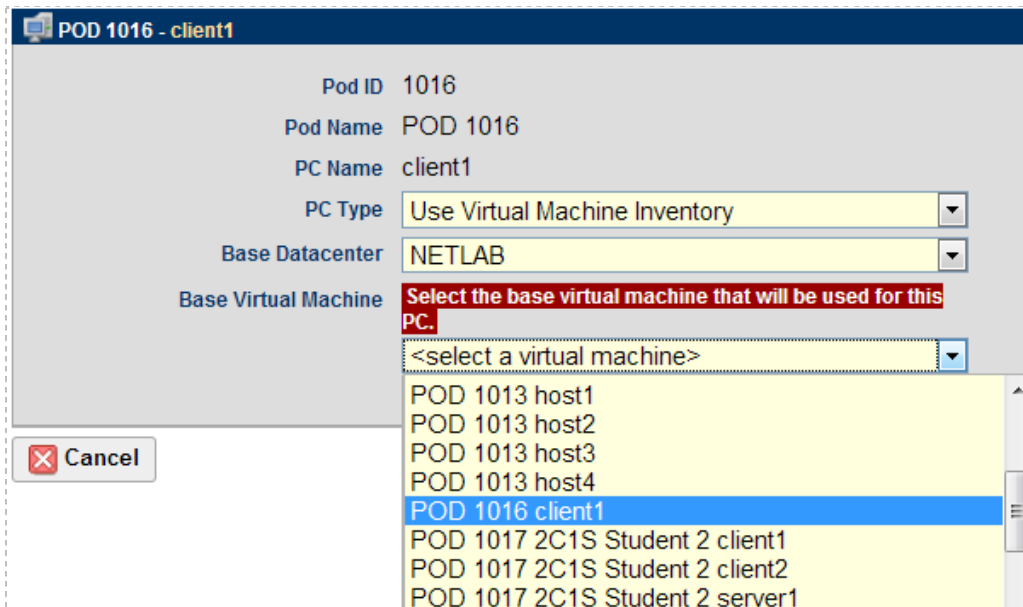 POD 1016 - client1
Pod ID 1016
Pod Name POD 1016
PC Name client1
PC Type Use Virtual Machine Inventory
Base Datacenter NETLAB
Base Virtual Machine Select the base virtual machine that will be used for this
PC.
<select a virtual machine>
POD 1013 host1
POD 1013 host2
POD 1013 host3
POD 1013 host4
Cancel
POD 1016 client1
POD 1017 2C1S Student 2 client1
POD 1017 2C1S Student 2 client2
POD 1017 2C1S Student 2 server1